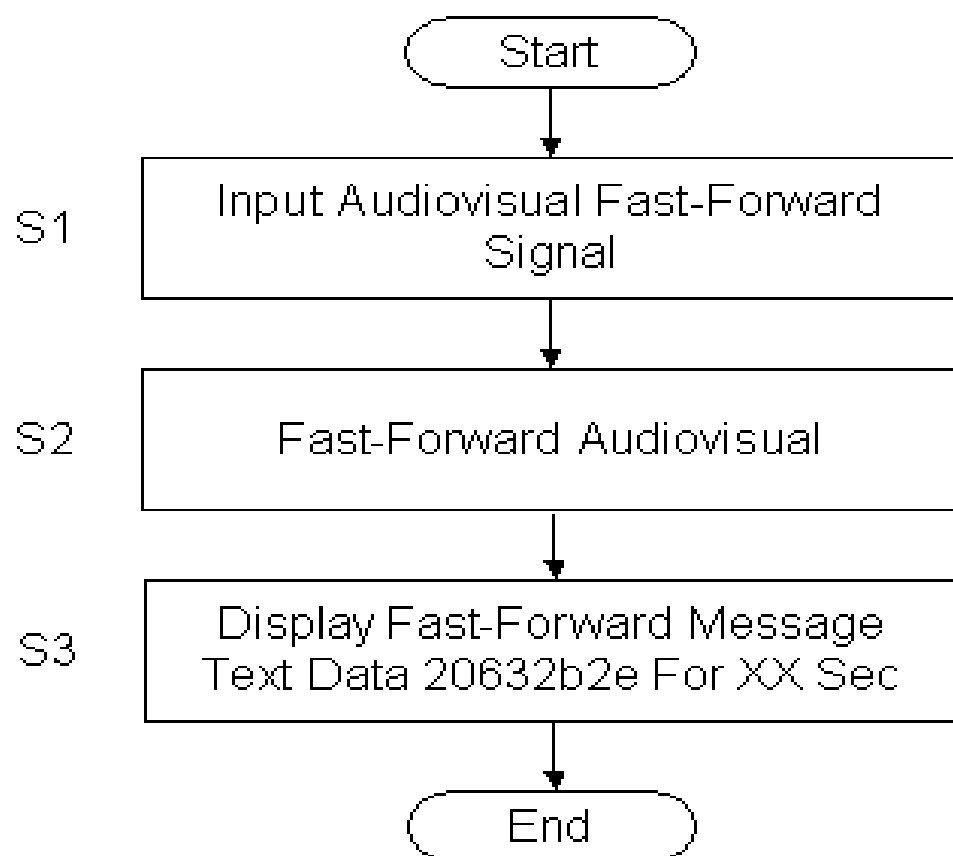 Start
S1
Input Audiovisual Fast-Forward
Signal
S2
Fast-Forward Audiovisual
S3
Display Fast-Forward Message
Text Data 20632b2e For XX Sec
End